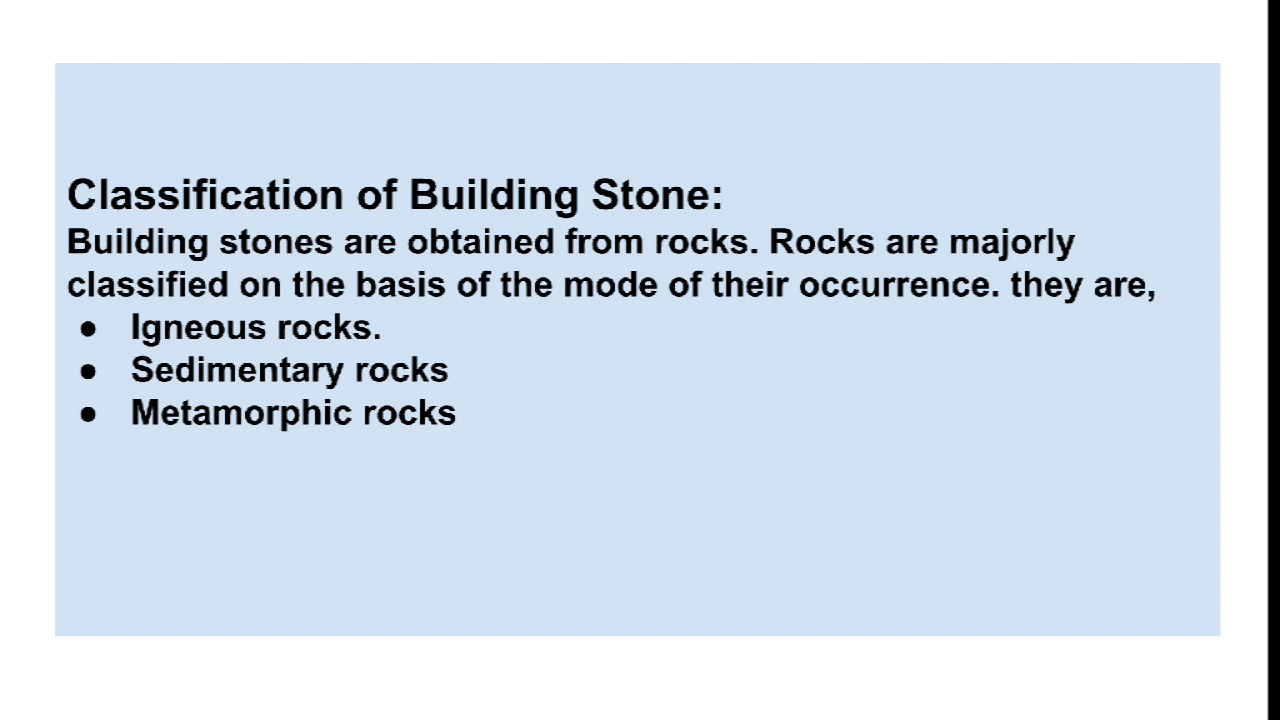 Classification of Building Stone:
Building stones are obtained from rocks. Rocks are majorly
classified on the basis of the mode of their occurrence. they are,
● Igneous rocks.
● Sedimentary rocks
● Metamorphic rocks